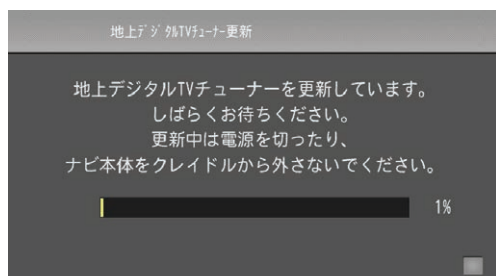 地上ﾃﾞｼﾞﾀﾙTVﾁｭｰﾅｰ更新
地上デジタルTVチューナーを更新しています。
しばらくお待ちください。
更新中は電源を切ったり、
ナビ本体をクレイドルから外さないでください。
1%